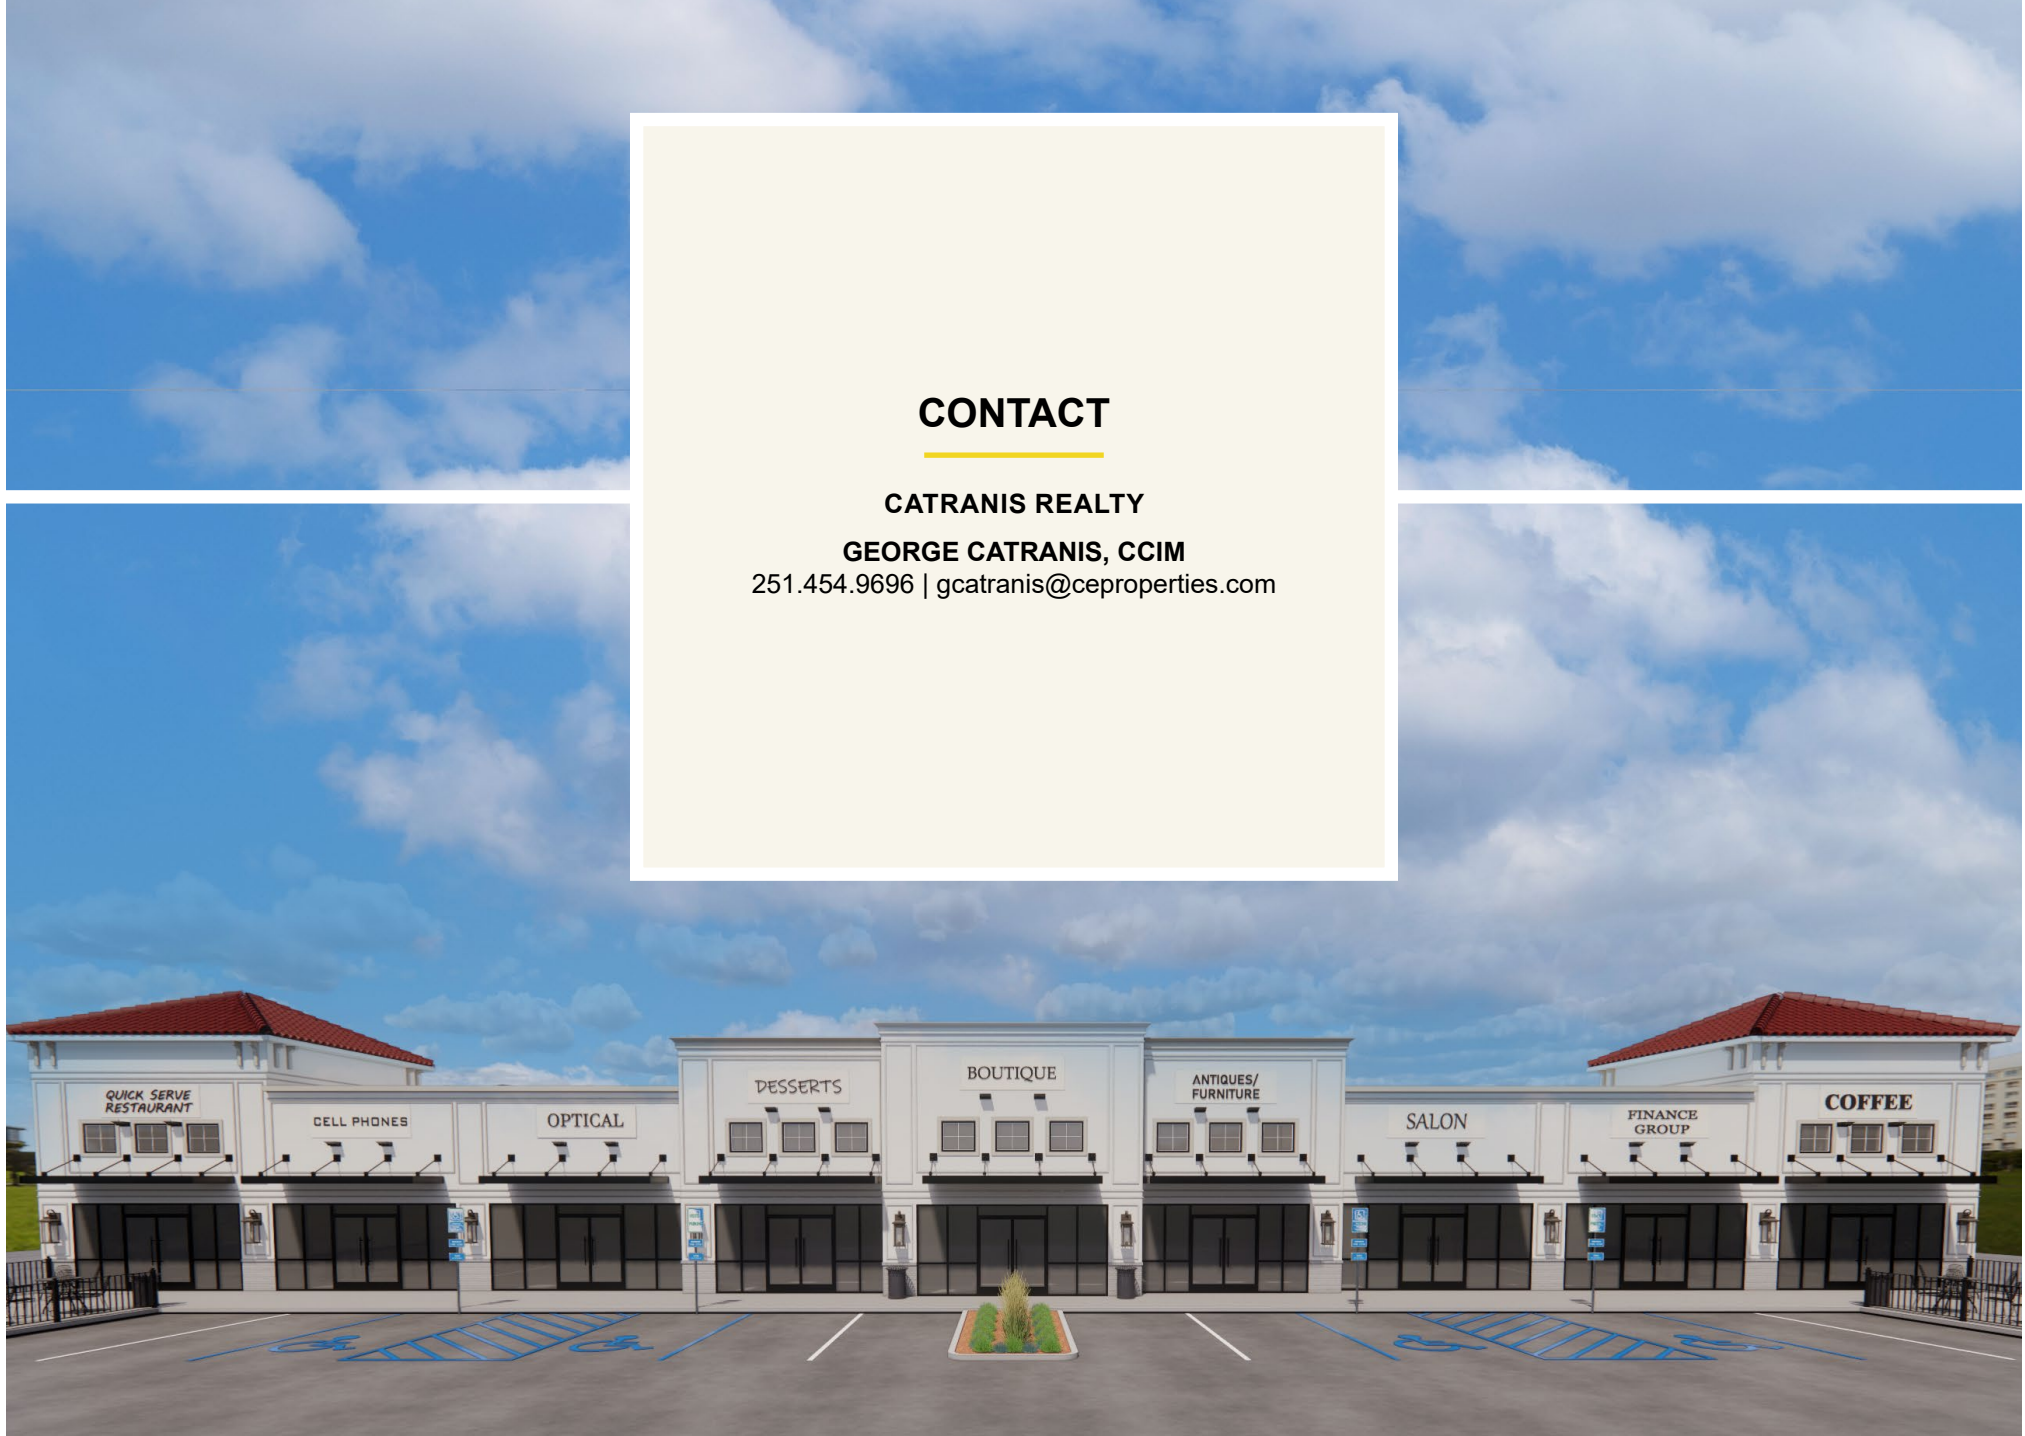 CONTACT
CATRANIS REALTY
GEORGE CATRANIS, CCIM
251.454.9696 | gcatranis@ceproperties.com
QUICK SERVE
RESTAURANT
CELL PHONES
OPTICAL
DESSERTS
BOUTIQUE
ANTIQUES/
FURNITURE
SALON
FINANCE
GROUP
COFFEE